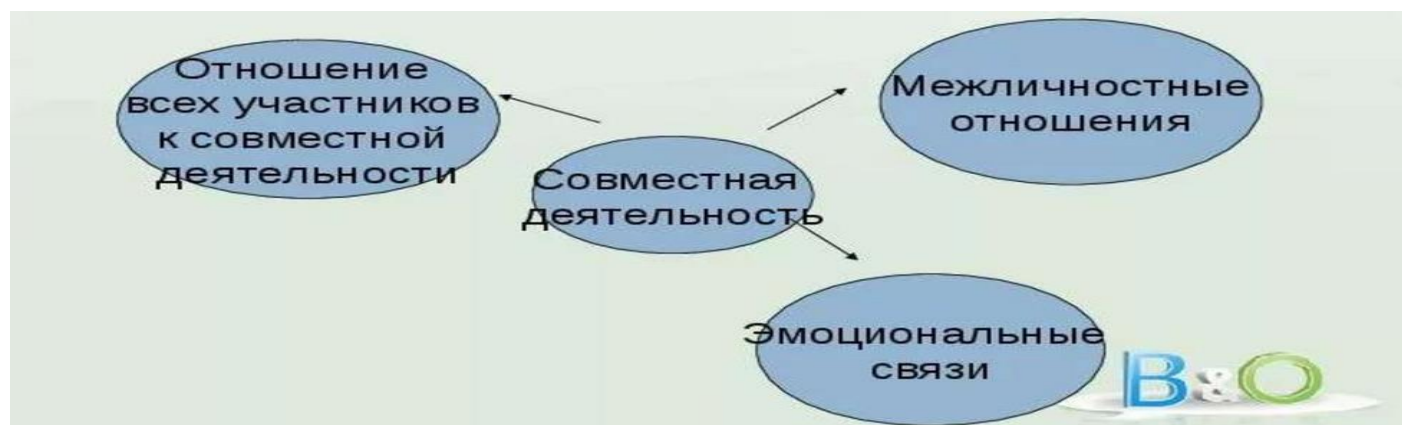 Отношение
всех участников
к совместной
деятельности
Межличностные
отношения
Совместная
деятельность
Эмоциональные
связи
B&O